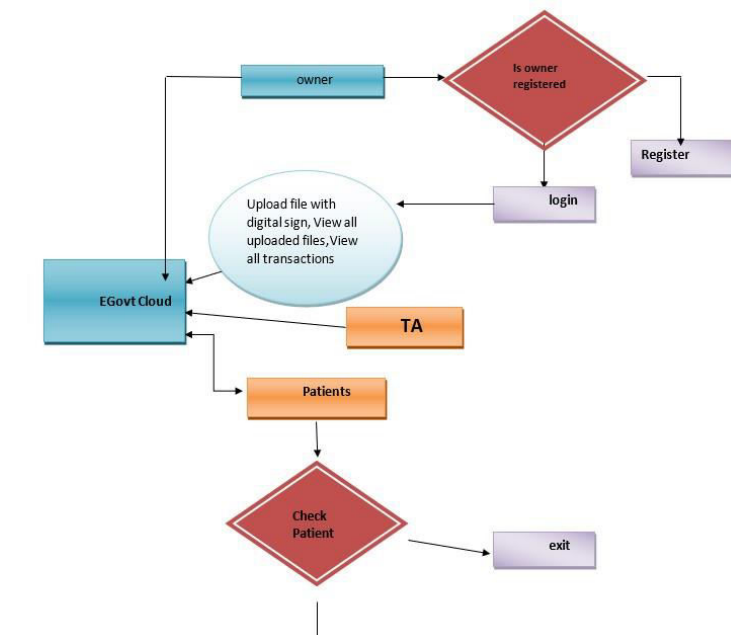 owner
Is owner
registered
Register
login
Upload file with
digital sign, View all
uploaded files,View
all transactions
EGovt Cloud
TA
Patients
Check
Patient
exit